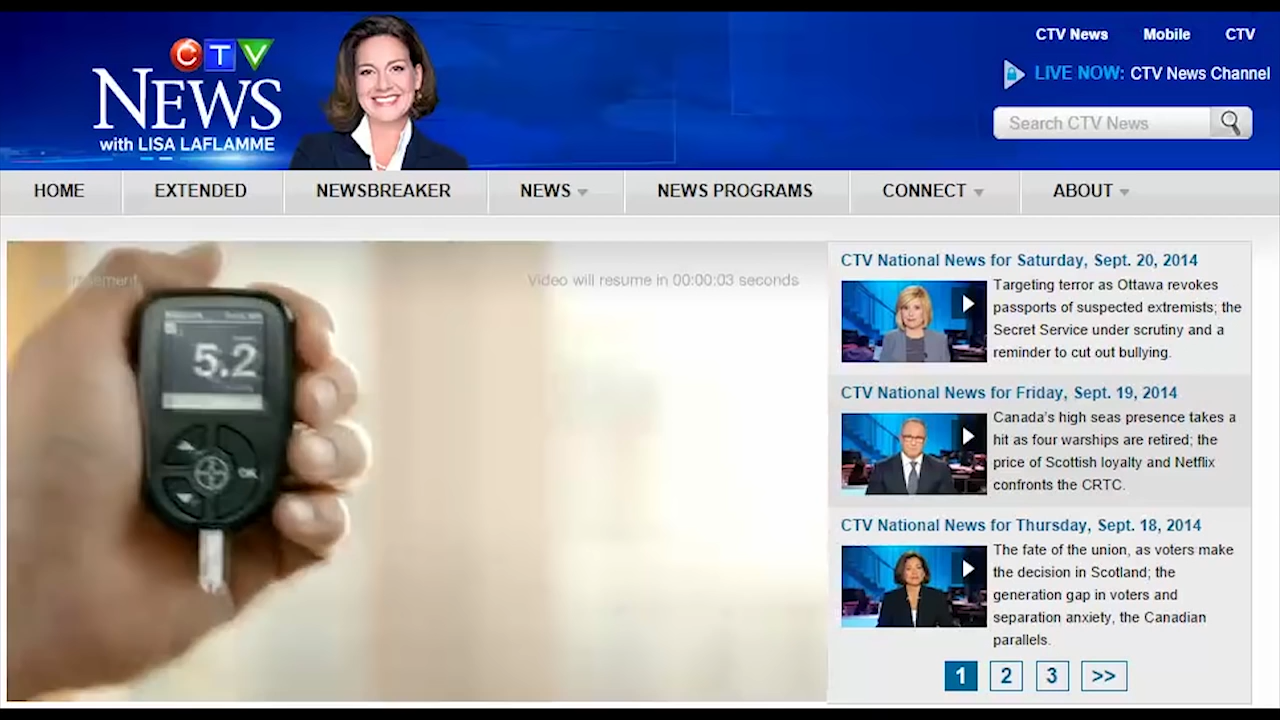 CTV
NEWS
with LISA LAFLAMME
CTV News
Mobile
CTV
LIVE NOW: CTV News Channel
Search CTV News
HOME
EXTENDED
NEWSBREAKER
NEWS
NEWS PROGRAMS
CONNECT
ABOUT
Video will resume in 00:00:03 seconds
5.2
OK
CTV National News for Saturday, Sept. 20, 2014
Targeting terror as Ottawa revokes
passports of suspected extremists; the
Secret Service under scrutiny and a
reminder to cut out bullying.
CTV National News for Friday, Sept. 19, 2014
Canada's high seas presence takes a
hit as four warships are retired; the
price of Scottish loyalty and Netflix
confronts the CRTC.
CTV National News for Thursday, Sept. 18, 2014
The fate of the union, as voters make
the decision in Scotland; the
generation gap in voters and
separation anxiety, the Canadian
parallels.
1 2 3 >>